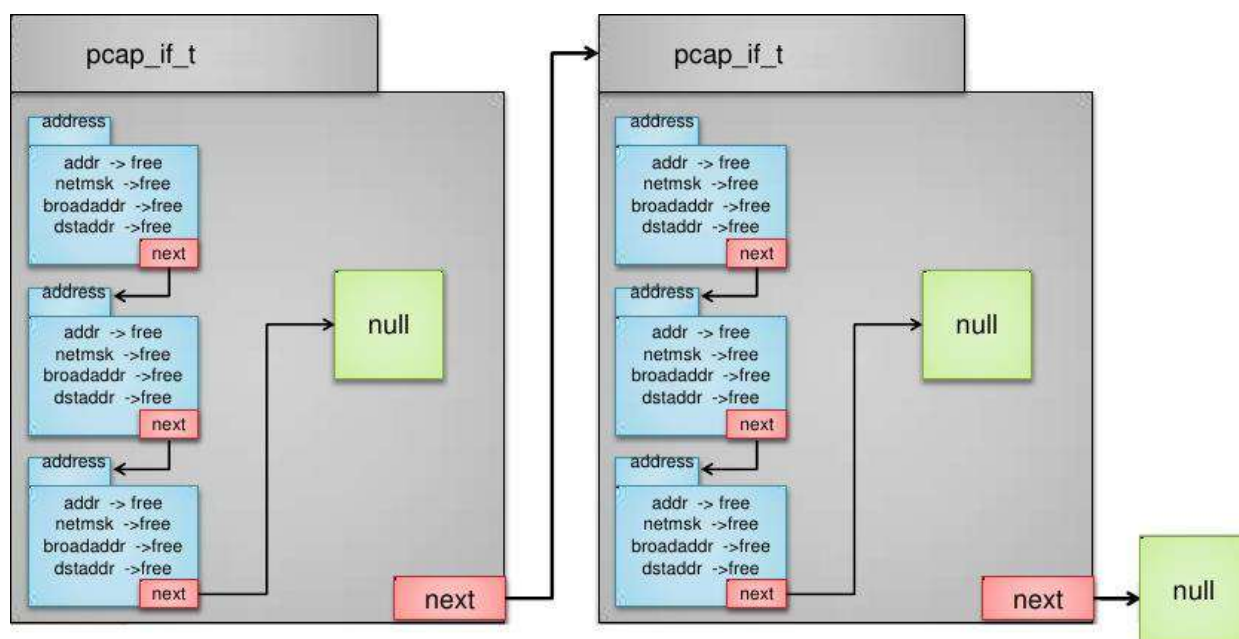 pcap_if_t
address
addr -> free
netmsk ->free
broadaddr ->free
dstaddr ->free
next
address
addr -> free
netmsk ->free
broadaddr ->free
dstaddr ->free
next
address
addr -> free
netmsk ->free
broadaddr ->free
dstaddr ->free
next
null
next
pcap_if_t
address
addr -> free
netmsk ->free
broadaddr ->free
dstaddr ->free
next
address
addr -> free
netmsk ->free
broadaddr ->free
dstaddr ->free
next
address
addr -> free
netmsk ->free
broadaddr ->free
dstaddr ->free
next
null
next
null